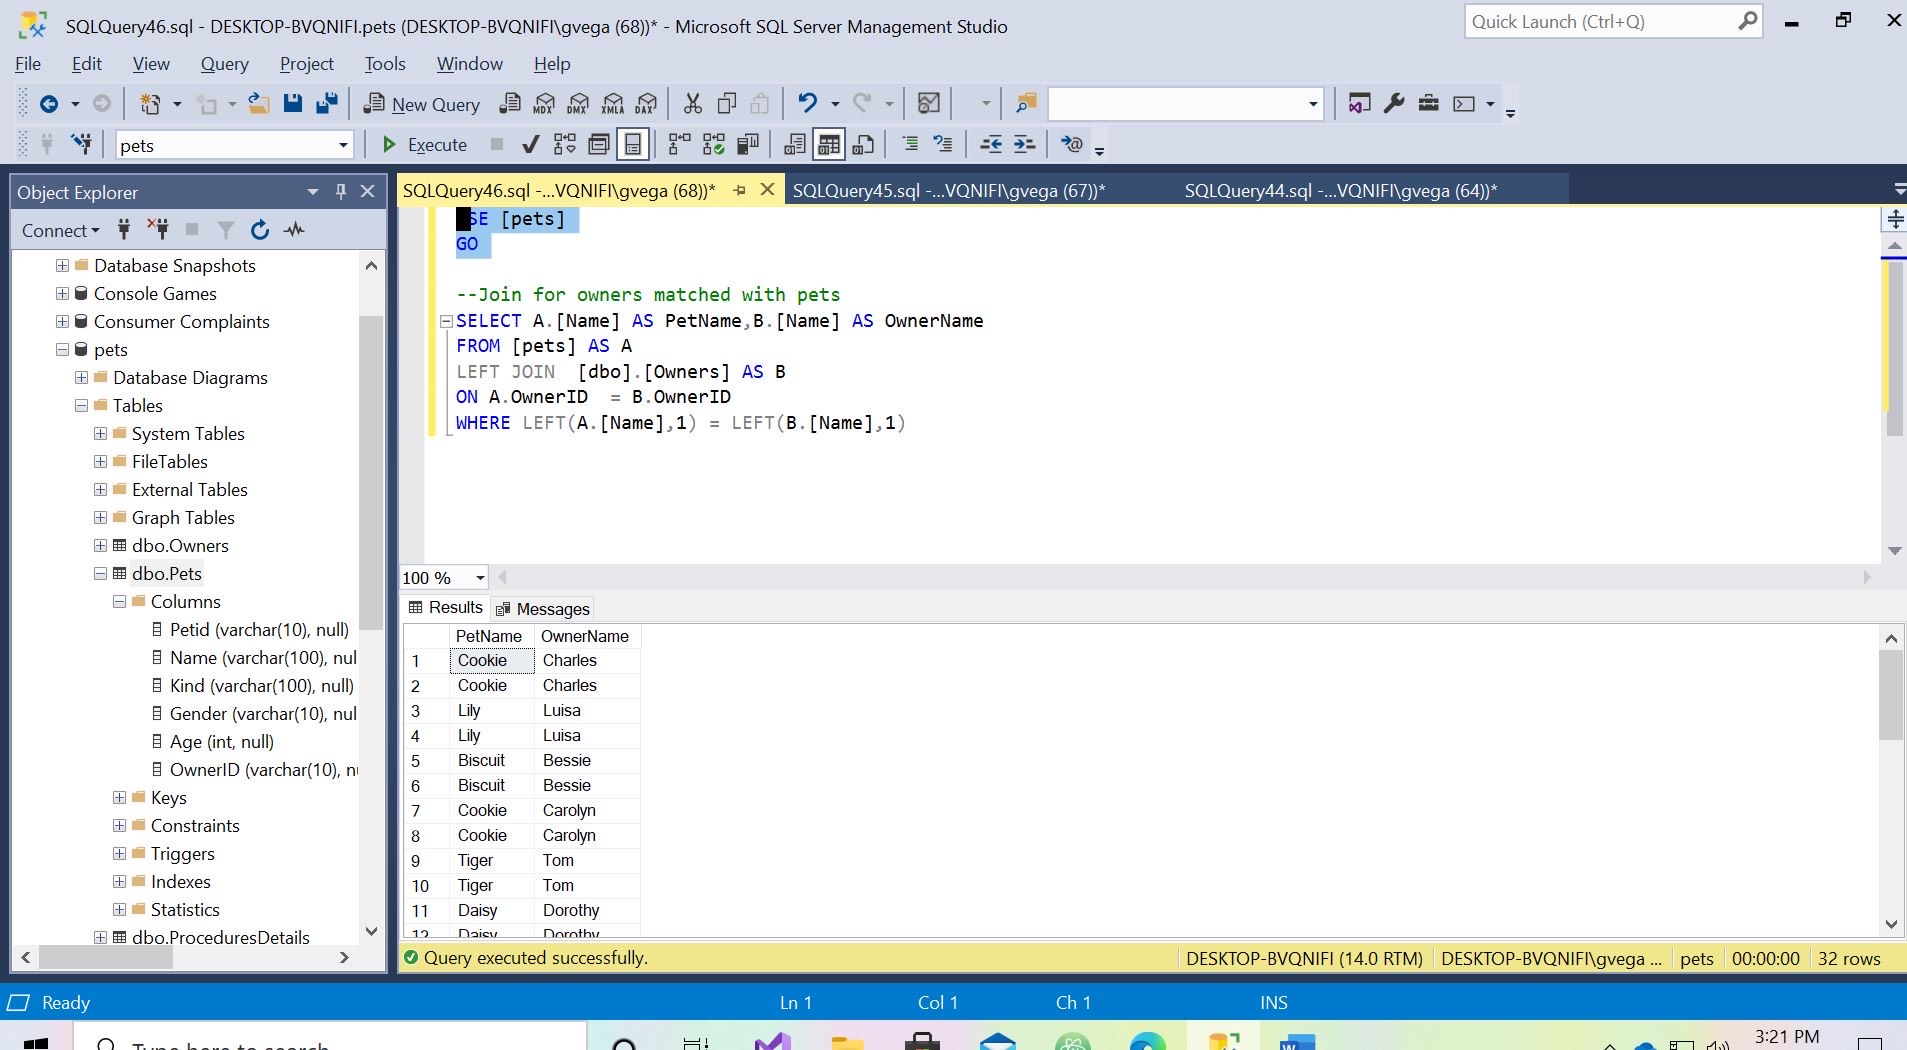 SQLQuery46.sql - DESKTOP-BVQNIFI.pets (DESKTOP-BVQNIFI\gvega (68))* - Microsoft SQL Server Management Studio
Quick Launch (Ctrl+Q)
File Edit View Query Project Tools Window Help
New Query MDX DMX XMLA DAX
pets Execute
Object Explorer
Connect
Database Snapshots
Console Games
Consumer Complaints
pets
Database Diagrams
Tables
System Tables
FileTables
External Tables
Graph Tables
dbo.Owners
dbo.Pets
Columns
Petid (varchar(10), null)
Name (varchar(100), nul
Kind (varchar(100), null)
Gender (varchar(10), nul
Age (int, null)
OwnerID (varchar(10), n
Keys
Constraints
Triggers
Indexes
Statistics
dbo.ProceduresDetails
SQLQuery46.sql -...VQNIFI\gvega (68))* SQLQuery45.sql -...VQNIFI\gvega (67))* SQLQuery44.sql -...VQNIFI\gvega (64))*
SE [pets]
GO
--Join for owners matched with pets
SELECT A.[Name] AS PetName,B.[Name] AS OwnerName
FROM [pets] AS A
LEFT JOIN  [dbo].[Owners] AS B
ON A.OwnerID  = B.OwnerID
WHERE LEFT(A.[Name],1) = LEFT(B.[Name],1)
100 %
Results Messages
PetName OwnerName
1 Cookie Charles
2 Cookie Charles
3 Lily Luisa
4 Lily Luisa
5 Biscuit Bessie
6 Biscuit Bessie
7 Cookie Carolyn
8 Cookie Carolyn
9 Tiger Tom
10 Tiger Tom
11 Daisy Dorothy
12 Daisy Dorothy
Query executed successfully. DESKTOP-BVQNIFI (14.0 RTM) DESKTOP-BVQNIFI\gvega ... pets 00:00:00 32 rows
Ready Ln 1 Col 1 Ch 1 INS
Type here to search
3:21 PM